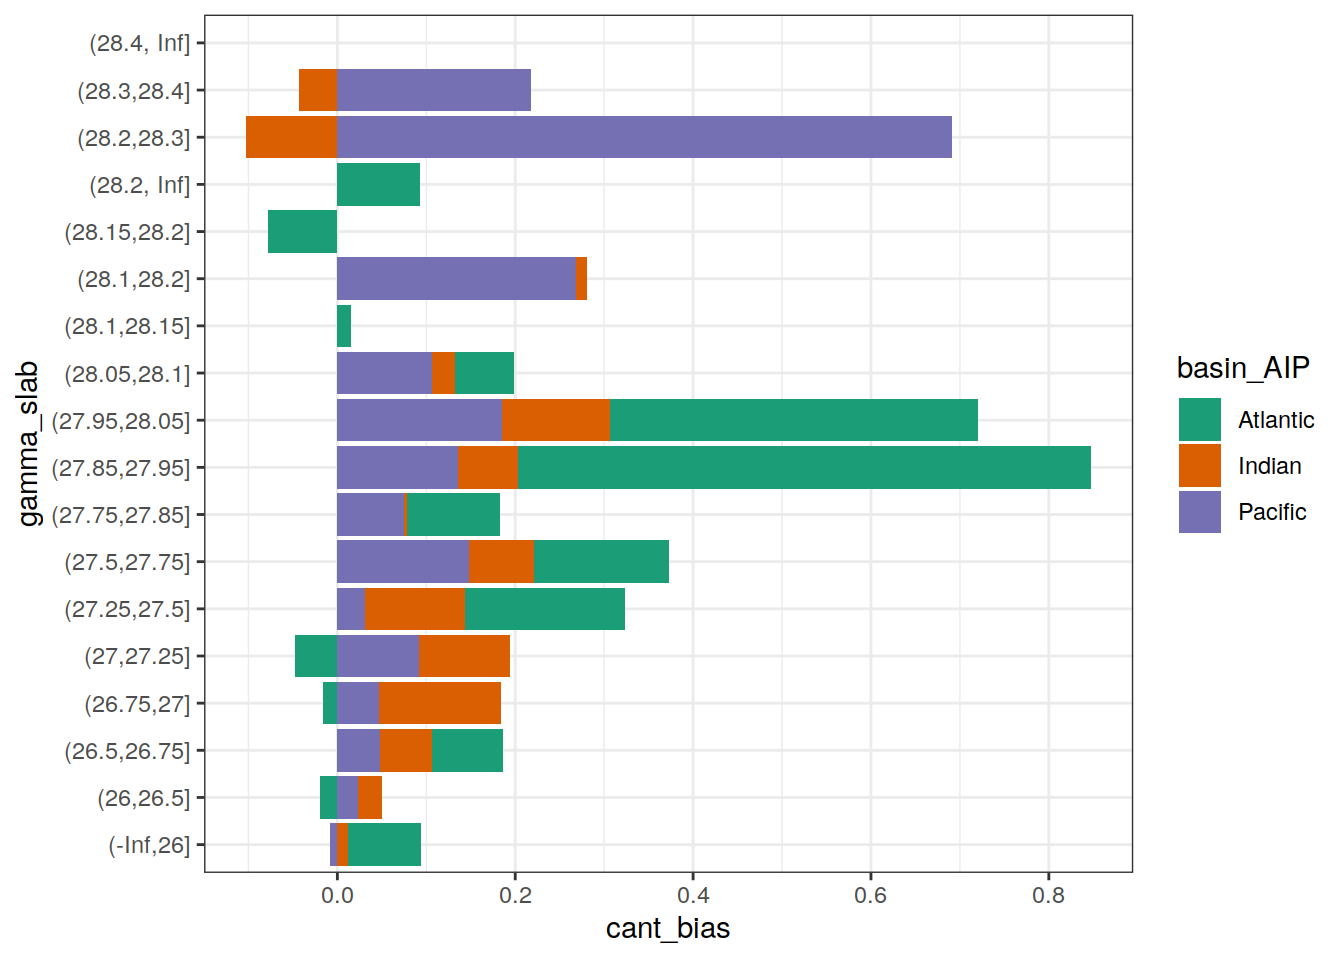 (28.4, Inf]
(28.3,28.4]
(28.2,28.3]
(28.2, Inf]
(28.15,28.2]
(28.1,28.2]
(28.1,28.15]
(28.05,28.1]
(27.95,28.05]
(27.85,27.95]
(27.75,27.85]
(27.5,27.75]
(27.25,27.5]
(27,27.25]
(26.75,27]
(26.5,26.75]
(26,26.5]
(-Inf,26]
gamma_slab
0.0 0.2 0.4 0.6 0.8
cant_bias
basin_AIP
Atlantic
Indian
Pacific